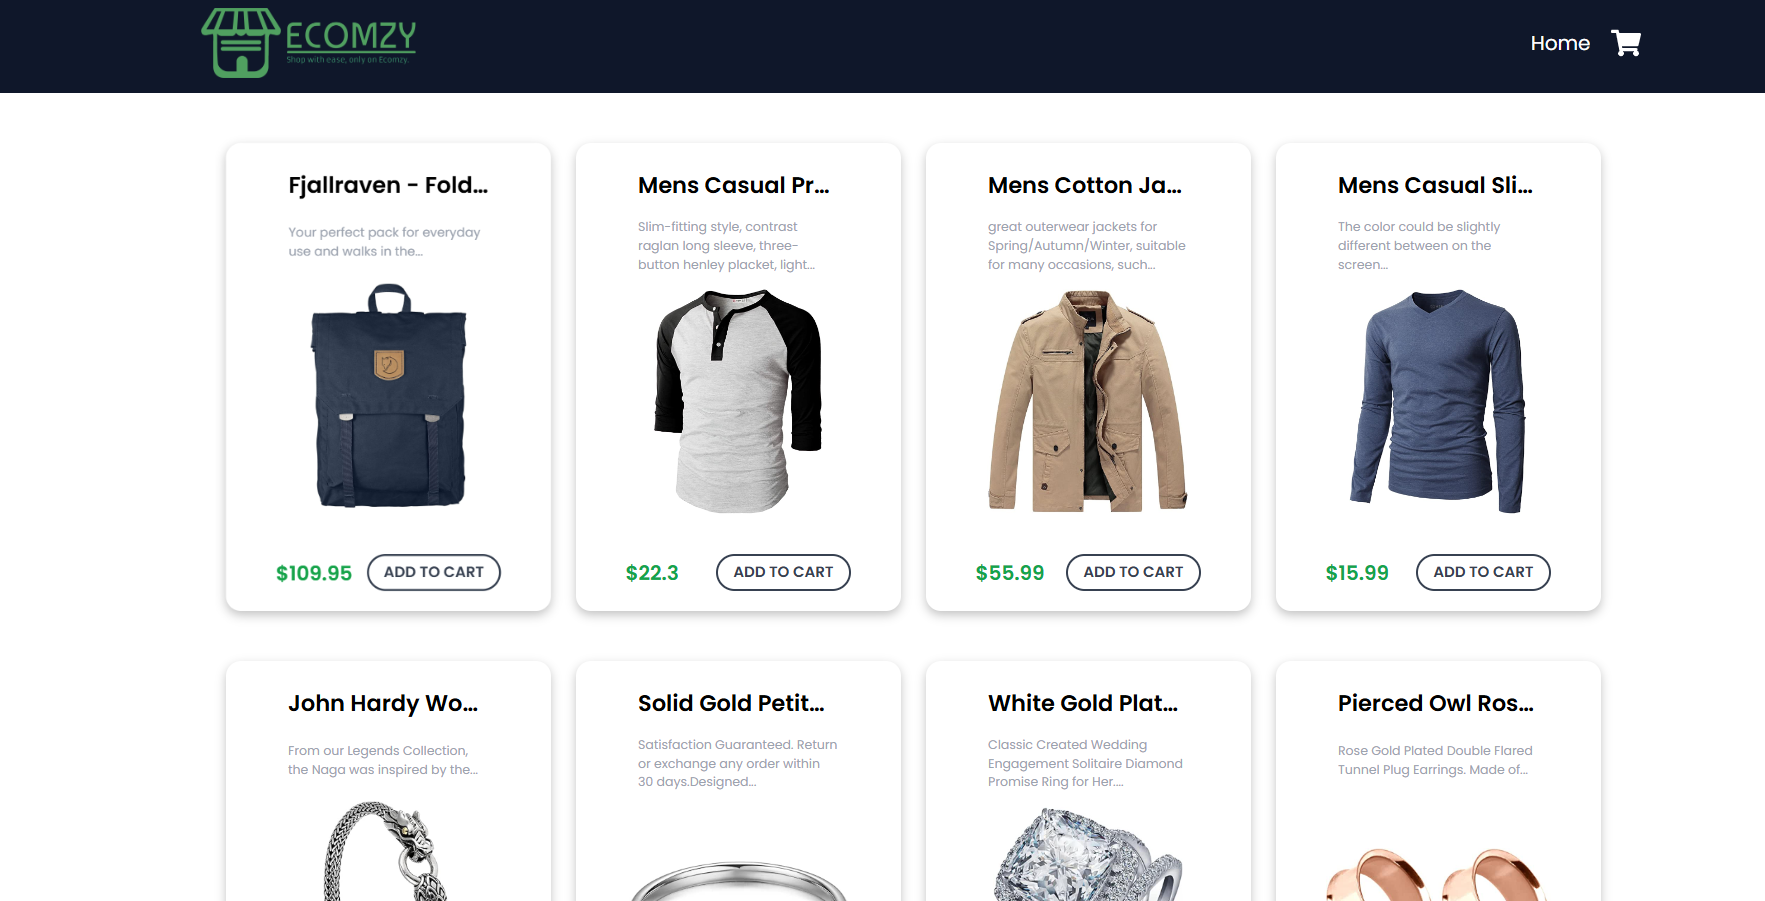 ECOMZY
Shop with ease, only on Ecomzy.
Home
Fjallraven - Fold...
Your perfect pack for everyday
use and walks in the...
$109.95
ADD TO CART
Mens Casual Pr...
Slim-fitting style, contrast
raglan long sleeve, three-
button henley placket, light...
$22.3
ADD TO CART
Mens Cotton Ja...
great outerwear jackets for
Spring/Autumn/Winter, suitable
for many occasions, such...
$55.99
ADD TO CART
Mens Casual Sli...
The color could be slightly
different between on the
screen...
$15.99
ADD TO CART
John Hardy Wo...
From our Legends Collection,
the Naga was inspired by the...
Solid Gold Petit...
Satisfaction Guaranteed. Return
or exchange any order within
30 days.Designed...
White Gold Plat...
Classic Created Wedding
Engagement Solitaire Diamond
Promise Ring for Her....
Pierced Owl Ros...
Rose Gold Plated Double Flared
Tunnel Plug Earrings. Made of...